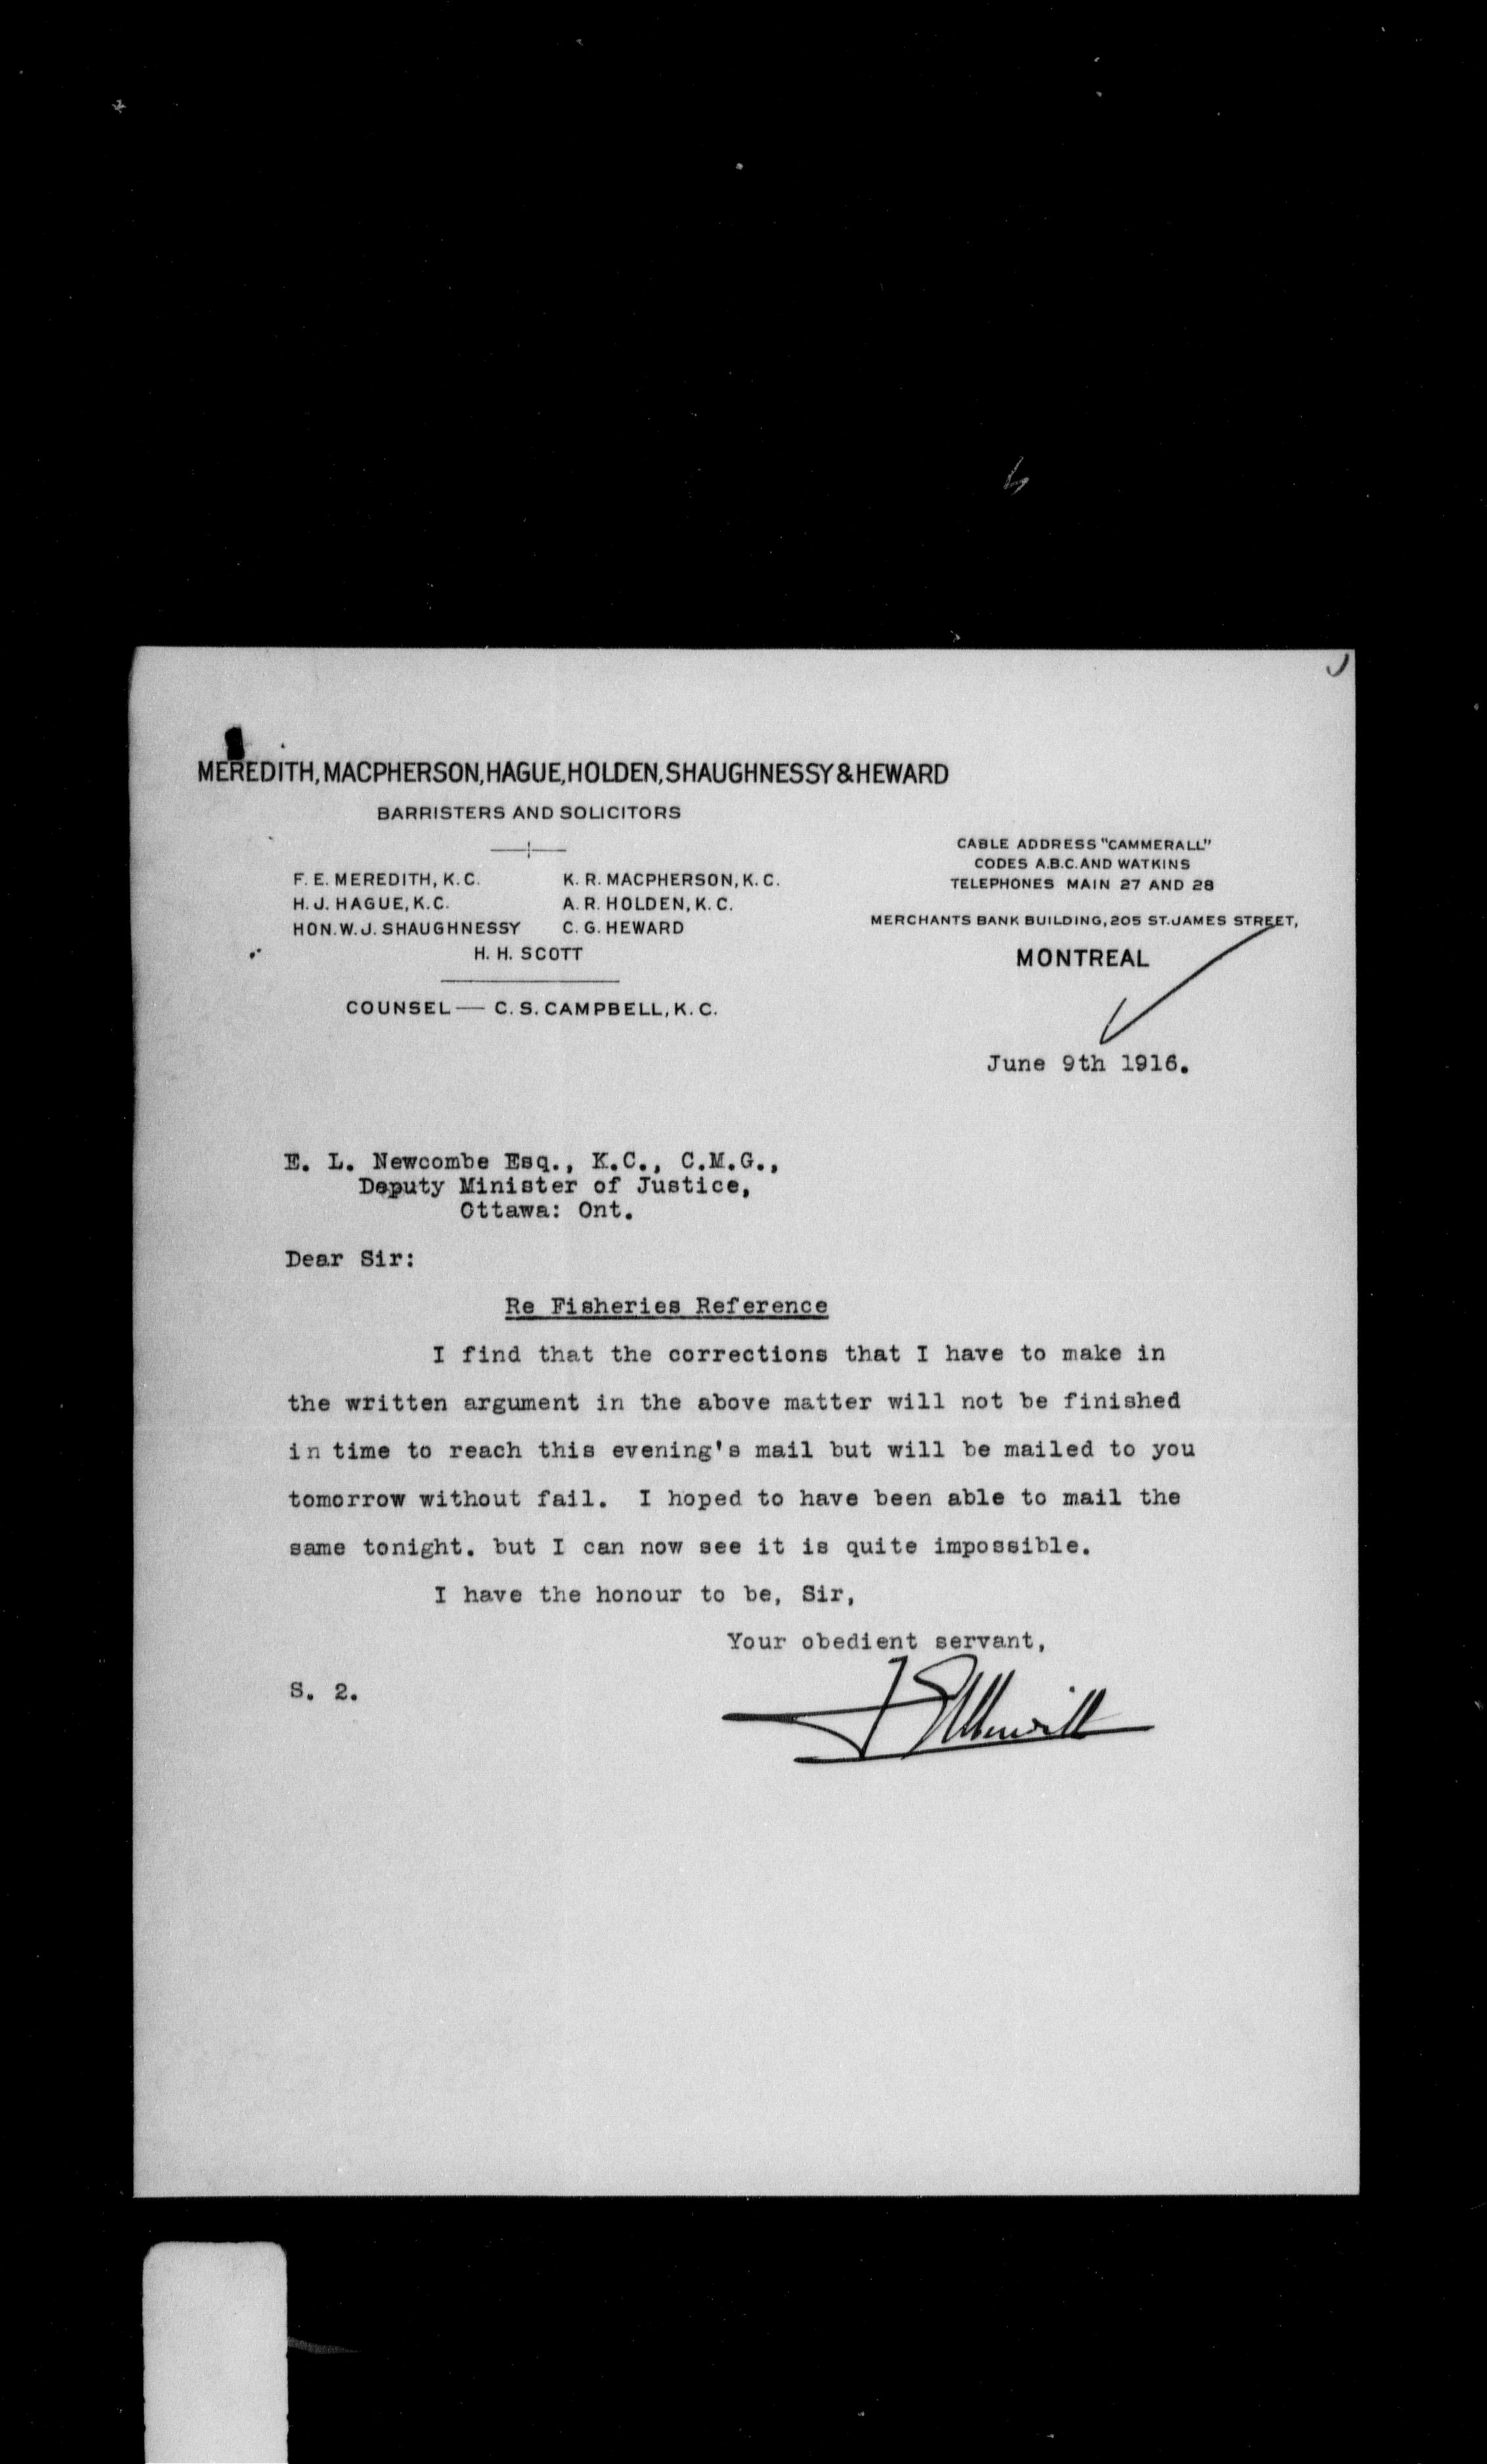 MEREDITH, MACPHERSON, HAGUE, HOLDEN, SHAUGHNESSY & HEWARD
BARRISTERS AND SOLICITORS
F. E. MEREDITH, K. C. K. R. MACPHERSON, K. C.
H. J. HAGUE, K. C. A. R. HOLDEN, K. C.
HON. W. J. SHAUGHNESSY C. G. HEWARD
H. H. SCOTT
COUNSEL — C. S. CAMPBELL, K. C.
CABLE ADDRESS "CAMMERALL"
CODES A.B.C. AND WATKINS
TELEPHONES MAIN 27 AND 28
MERCHANTS BANK BUILDING, 205 ST. JAMES STREET,
MONTREAL
June 9th 1916.
E. L. Newcombe Esq., K.C., C.M.G.,
Deputy Minister of Justice,
Ottawa: Ont.
Dear Sir:
Re Fisheries Reference
I find that the corrections that I have to make in
the written argument in the above matter will not be finished
in time to reach this evening's mail but will be mailed to you
tomorrow without fail. I hoped to have been able to mail the
same tonight. but I can now see it is quite impossible.
I have the honour to be, Sir,
Your obedient servant,
S. 2.